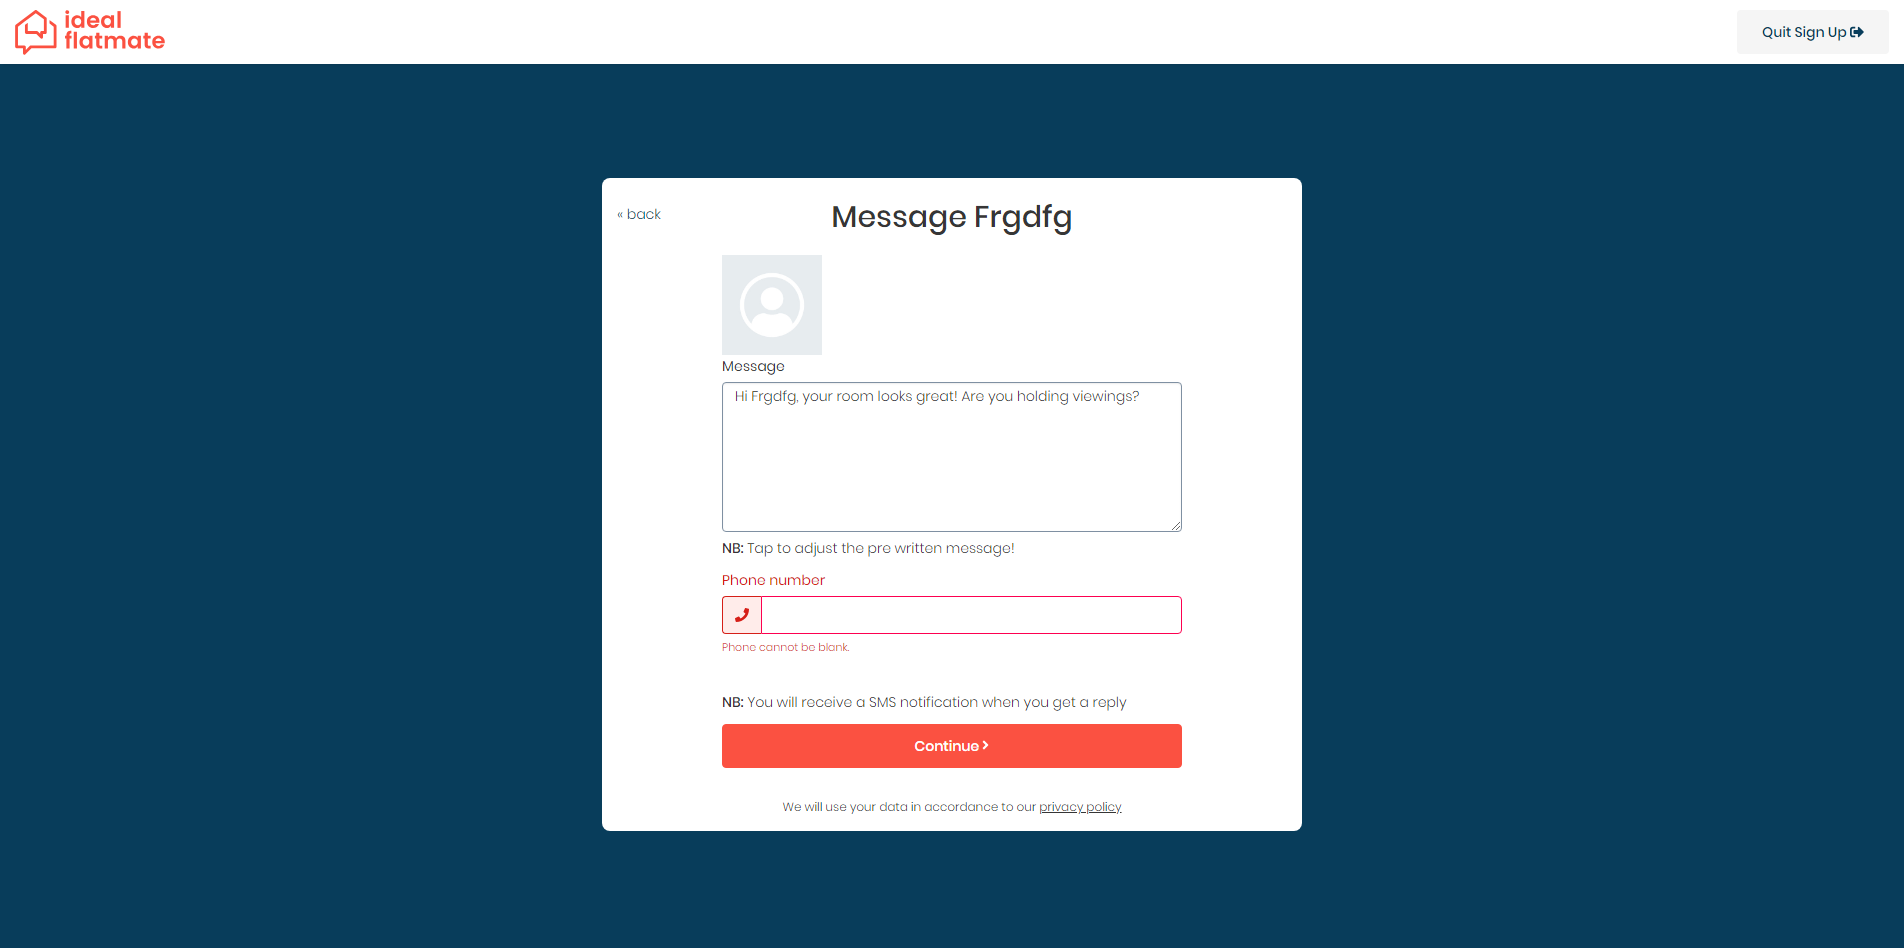 ideal
flatmate
Quit Sign Up
« back
Message Frgdfg
Message
Hi Frgdfg, your room looks great! Are you holding viewings?
NB: Tap to adjust the pre written message!
Phone number
Phone cannot be blank.
NB: You will receive a SMS notification when you get a reply
Continue
We will use your data in accordance to our privacy policy